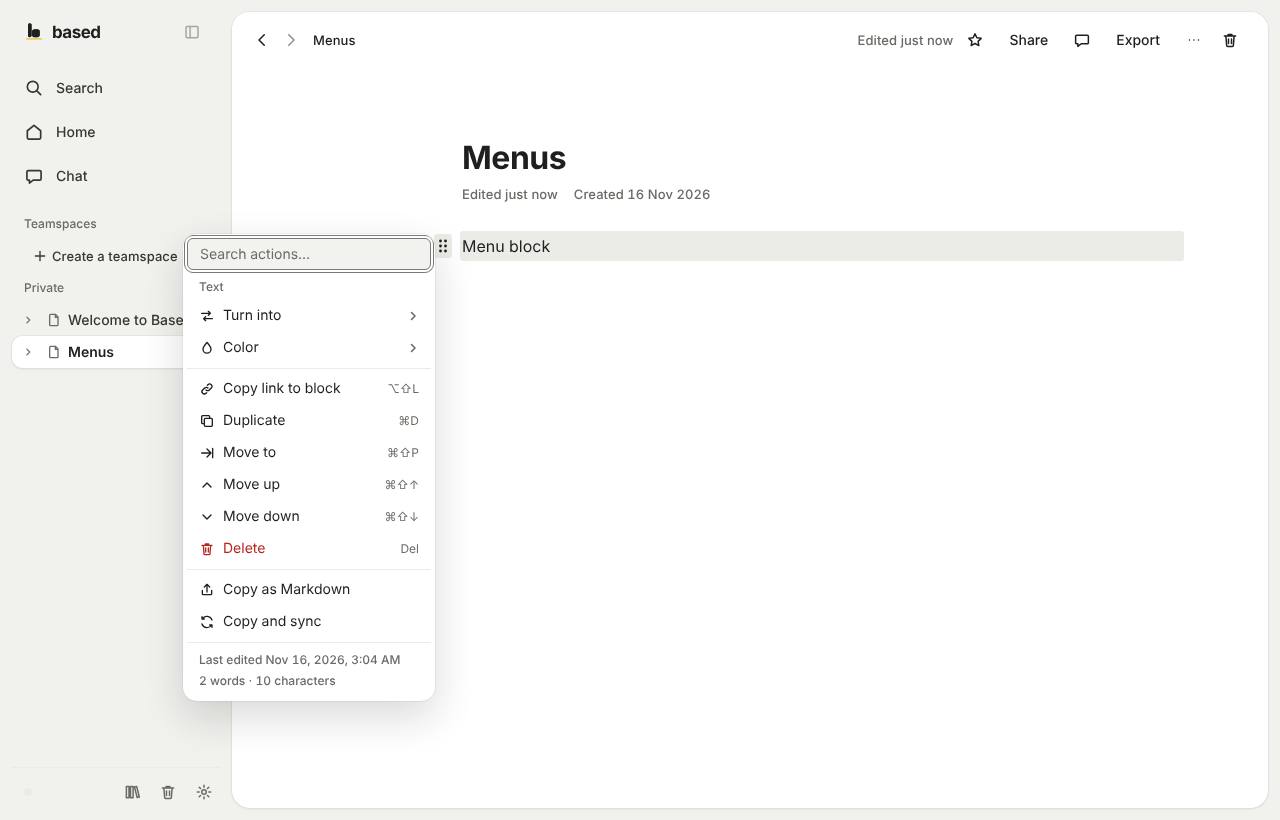 based
Search
Home
Chat
Teamspaces
Create a teamspace
Private
Welcome to Base
Menus
Menus
Edited just now
Share
Export
Menus
Edited just now Created 16 Nov 2026
Menu block
Search actions...
Text
Turn into
Color
Copy link to block ⌥⇧L
Duplicate ⌘D
Move to ⌘⇧P
Move up ⌘⇧↑
Move down ⌘⇧↓
Delete Del
Copy as Markdown
Copy and sync
Last edited Nov 16, 2026, 3:04 AM
2 words · 10 characters